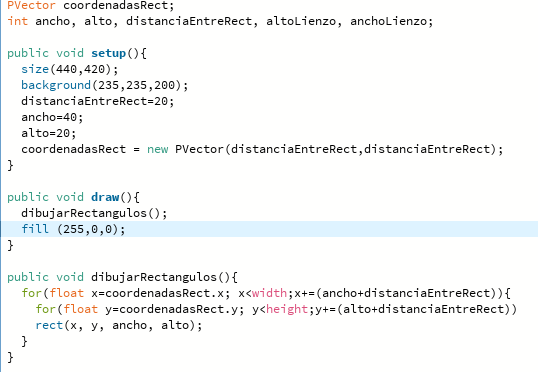 PVector coordenadasRect;
int ancho, alto, distanciaEntreRect, altoLienzo, anchoLienzo;

public void setup(){
  size(440,420);
  background(235,235,200);
  distanciaEntreRect=20;
  ancho=40;
  alto=20;
  coordenadasRect = new PVector(distanciaEntreRect,distanciaEntreRect);
}

public void draw(){
  dibujarRectangulos();
  fill (255,0,0);
}

public void dibujarRectangulos(){
  for(float x=coordenadasRect.x; x<width;x+=(ancho+distanciaEntreRect)){
    for(float y=coordenadasRect.y; y<height;y+=(alto+distanciaEntreRect))
    rect(x, y, ancho, alto);
  }
}